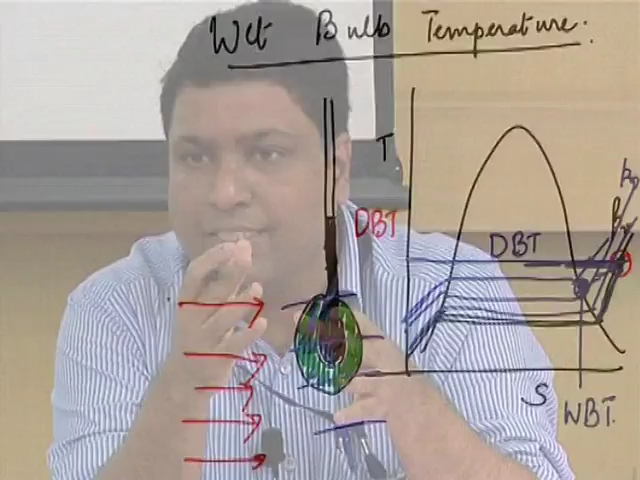 Wet Bulb Temperature.
T
DBT
DBT
S
WBT.